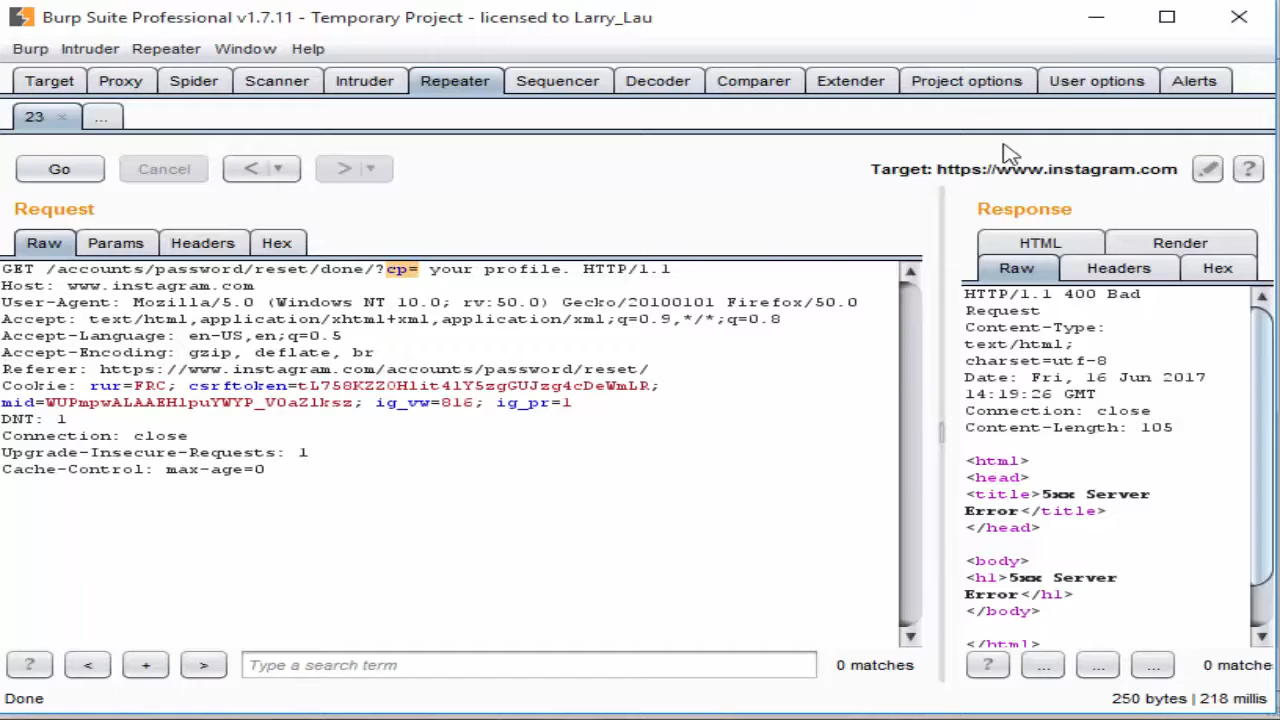 Burp Suite Professional v1.7.11 - Temporary Project - licensed to Larry_Lau
Burp Intruder Repeater Window Help
Target Proxy Spider Scanner Intruder Repeater Sequencer Decoder Comparer Extender Project options User options Alerts
23 × ...
Go Cancel < > Target: https://www.instagram.com ?
Request
Raw Params Headers Hex
GET /accounts/password/reset/done/?cp= your profile. HTTP/1.1
Host: www.instagram.com
User-Agent: Mozilla/5.0 (Windows NT 10.0; rv:50.0) Gecko/20100101 Firefox/50.0
Accept: text/html,application/xhtml+xml,application/xml;q=0.9,*/*;q=0.8
Accept-Language: en-US,en;q=0.5
Accept-Encoding: gzip, deflate, br
Referer: https://www.instagram.com/accounts/password/reset/
Cookie: rur=FRC; csrftoken=
mid= ig_vw=816; ig_pr=1
DNT: 1
Connection: close
Upgrade-Insecure-Requests: 1
Cache-Control: max-age=0
? < + > Type a search term 0 matches
Response
HTML Render
Raw Headers Hex
HTTP/1.1 400 Bad
Request
Content-Type:
text/html;
charset=utf-8
Date: Fri, 16 Jun 2017
14:19:26 GMT
Connection: close
Content-Length: 105
<html>
<head>
<title>5xx Server
Error</title>
</head>
<body>
<h1>5xx Server
Error</h1>
</body>
</html>
? ... ... ... 0 matche
Done 250 bytes | 218 millis